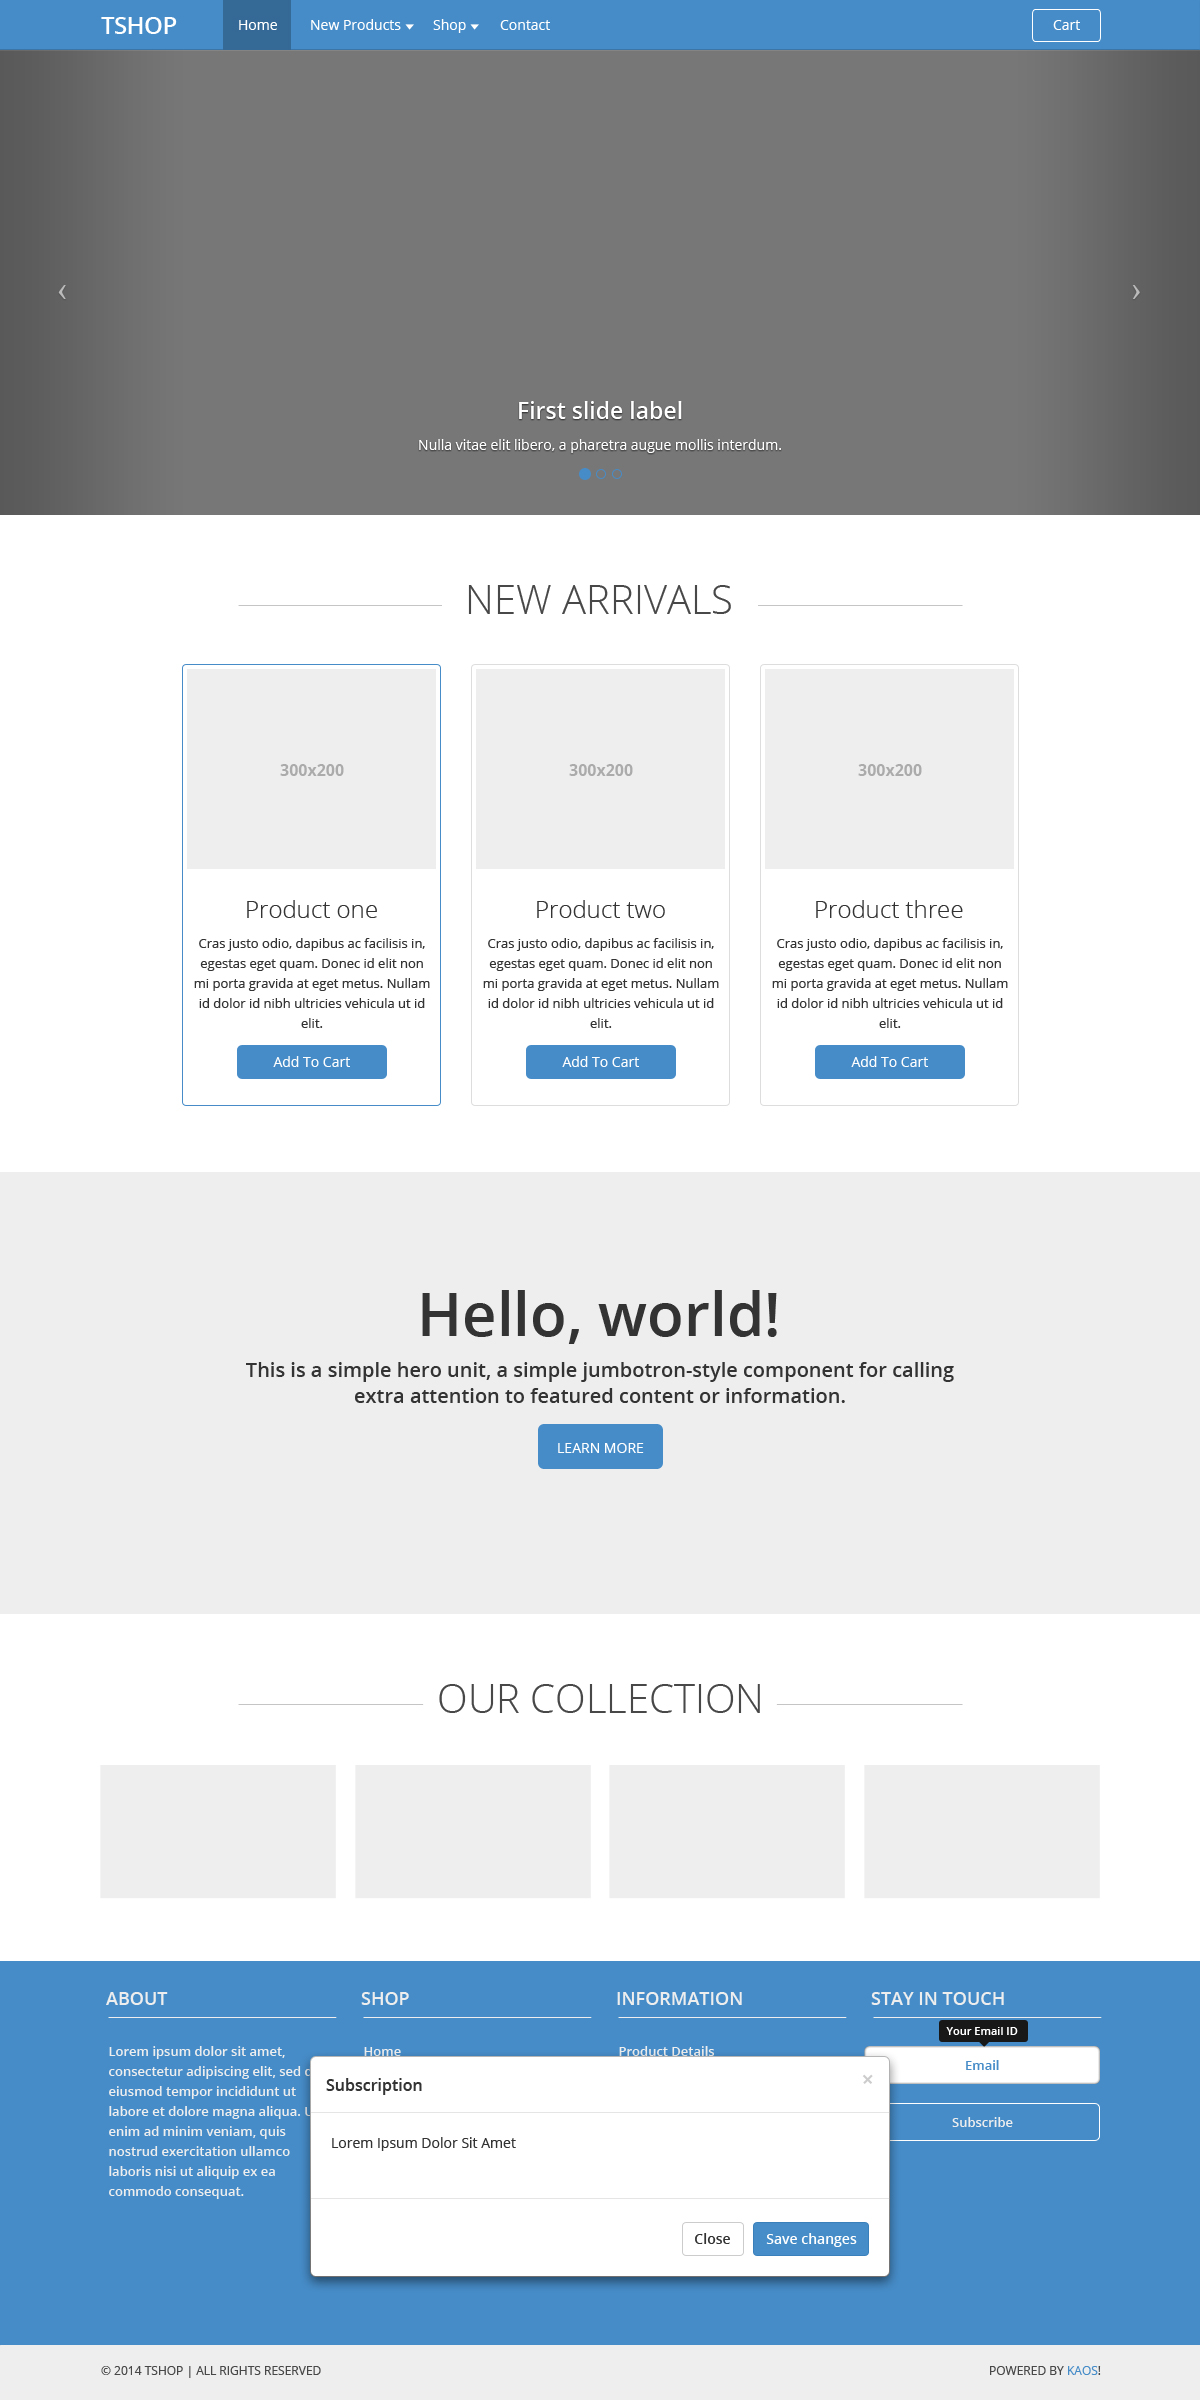 TSHOP
Home
New Products
Shop
Contact
Cart
‹
›
First slide label
Nulla vitae elit libero, a pharetra augue mollis interdum.
NEW ARRIVALS
300x200
Product one
Cras justo odio, dapibus ac facilisis in,
egestas eget quam. Donec id elit non
mi porta gravida at eget metus. Nullam
id dolor id nibh ultricies vehicula ut id
elit.
Add To Cart
300x200
Product two
Cras justo odio, dapibus ac facilisis in,
egestas eget quam. Donec id elit non
mi porta gravida at eget metus. Nullam
id dolor id nibh ultricies vehicula ut id
elit.
Add To Cart
300x200
Product three
Cras justo odio, dapibus ac facilisis in,
egestas eget quam. Donec id elit non
mi porta gravida at eget metus. Nullam
id dolor id nibh ultricies vehicula ut id
elit.
Add To Cart
Hello, world!
This is a simple hero unit, a simple jumbotron-style component for calling
extra attention to featured content or information.
LEARN MORE
OUR COLLECTION
ABOUT
Lorem ipsum dolor sit amet,
consectetur adipiscing elit, sed
eiusmod tempor incididunt ut
labore et dolore magna aliqua.
enim ad minim veniam, quis
nostrud exercitation ullamco
laboris nisi ut aliquip ex ea
commodo consequat.
SHOP
Home
INFORMATION
Product Details
STAY IN TOUCH
Your Email ID
Email
Subscribe
Subscription
×
Lorem Ipsum Dolor Sit Amet
Close
Save changes
© 2014 TSHOP | ALL RIGHTS RESERVED
POWERED BY KAOS!